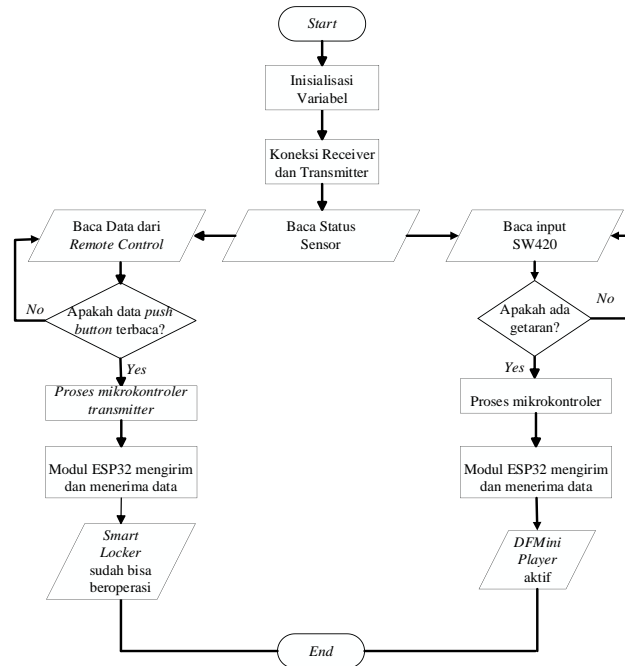 Start
Inisialisasi
Variabel
Koneksi Receiver
dan Transmitter
Baca Data dari
Remote Control
Baca Status
Sensor
Baca input
SW420
No
Apakah data push
button terbaca?
Yes
Apakah ada
getaran?
No
Yes
Proses mikrokontroler
transmitter
Proses mikrokontroler
Modul ESP32 mengirim
dan menerima data
Modul ESP32 mengirim
dan menerima data
Smart
Locker
sudah bisa
beroperasi
DFMini
Player
aktif
End